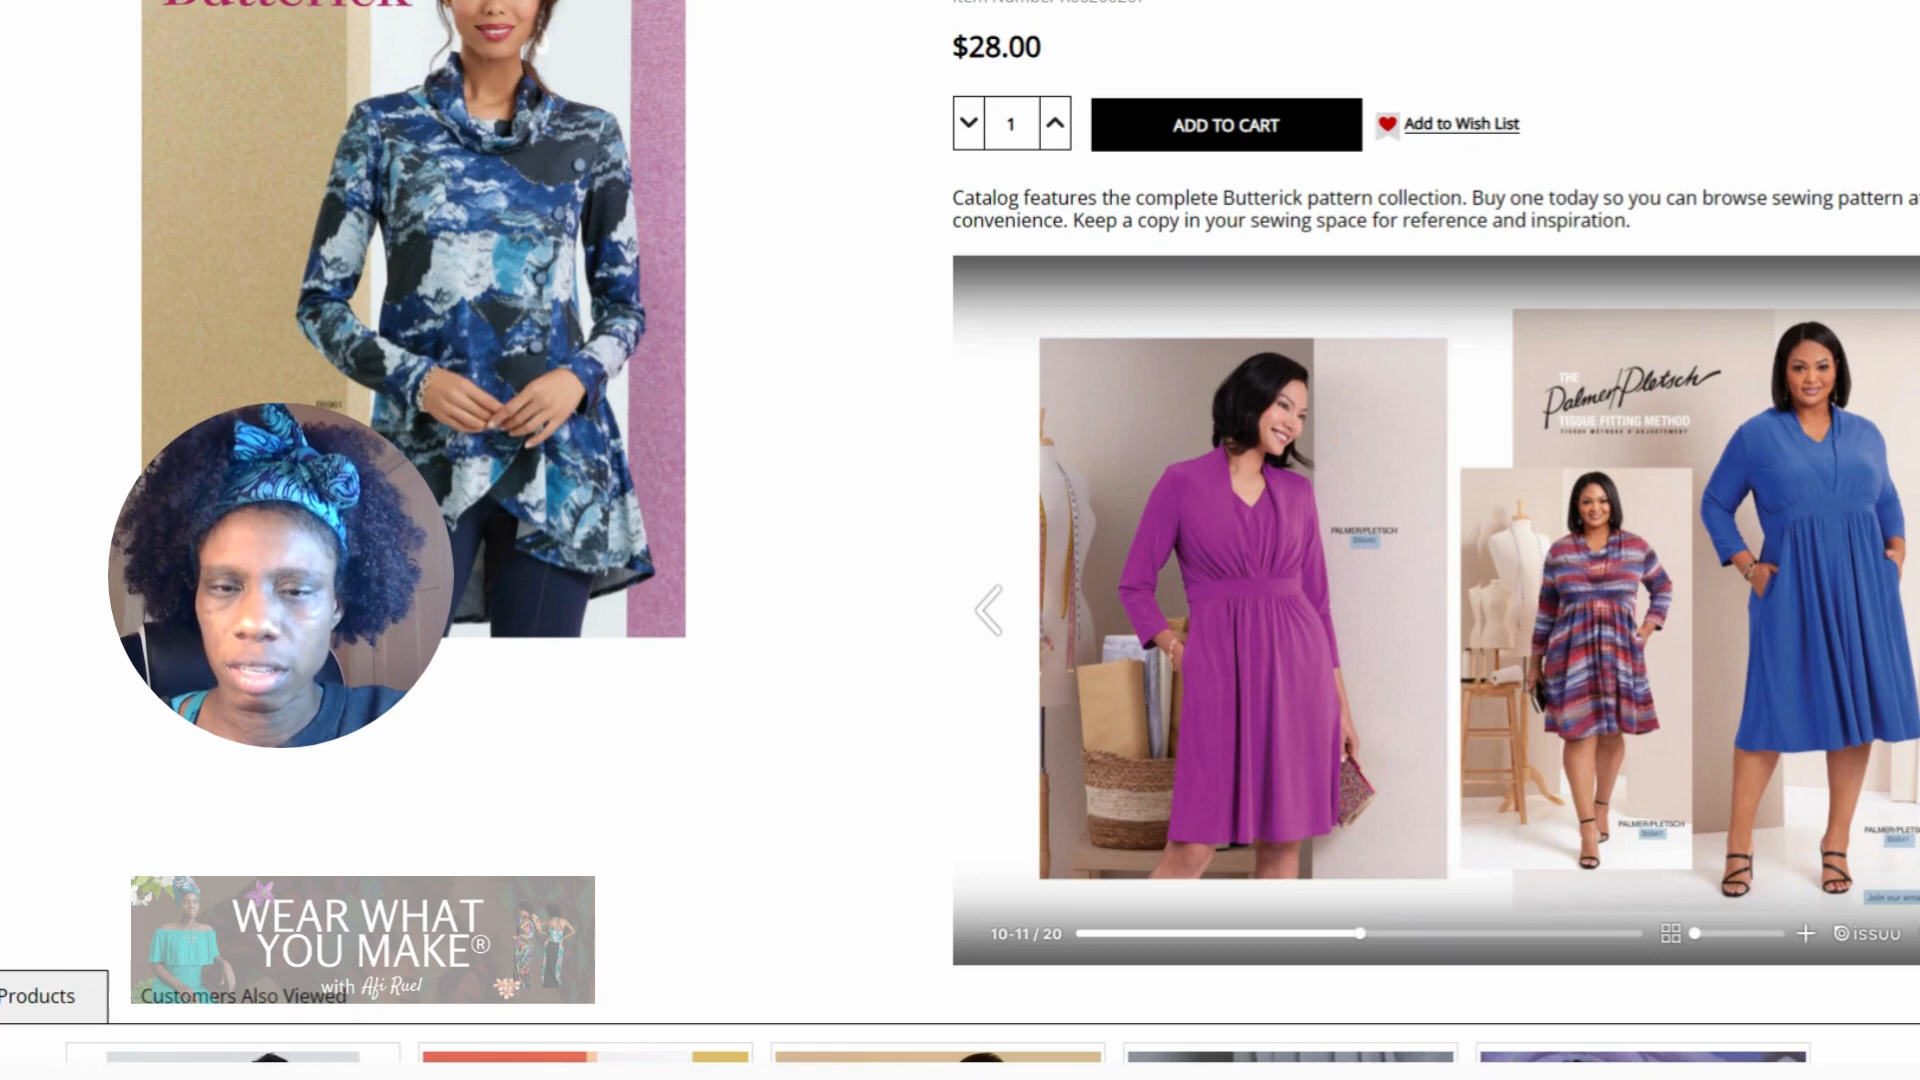 Butterick
$28.00
1
ADD TO CART
Add to Wish List
Catalog features the complete Butterick pattern collection. Buy one today so you can browse sewing pattern
convenience. Keep a copy in your sewing space for reference and inspiration.
THE
Palmer/Pletsch
TISSUE FITTING METHOD
PALMER/PLETSCH
PALMER/PLETSCH
10-11 / 20
issuu
WEAR WHAT
YOU MAKE®
with Afi Ruel
Products
Customers Also Viewed